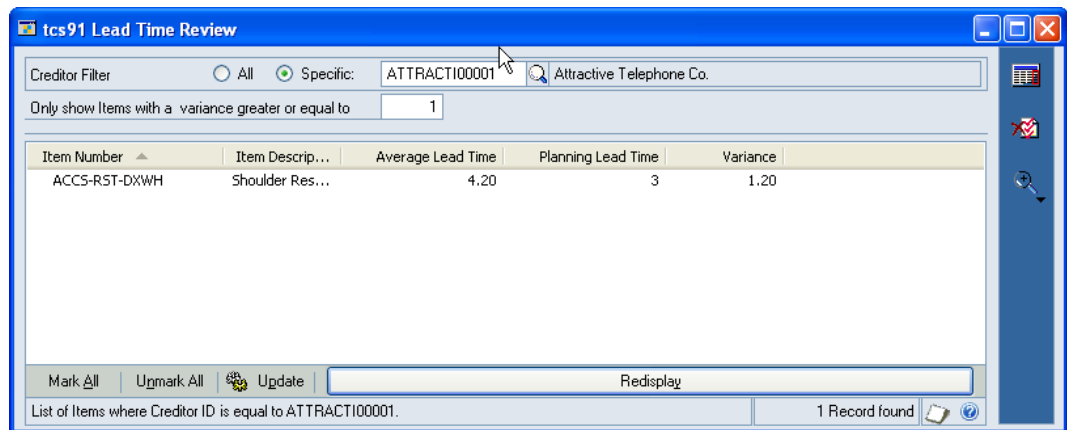 tcs91 Lead Time Review
Creditor Filter All Specific: ATTRACTI00001 Attractive Telephone Co.
Only show Items with a variance greater or equal to 1
Item Number Item Descrip... Average Lead Time Planning Lead Time Variance
ACCS-RST-DXWH Shoulder Res... 4.20 3 1.20
Mark All Unmark All Update Redisplay
List of Items where Creditor ID is equal to ATTRACTI00001. 1 Record found